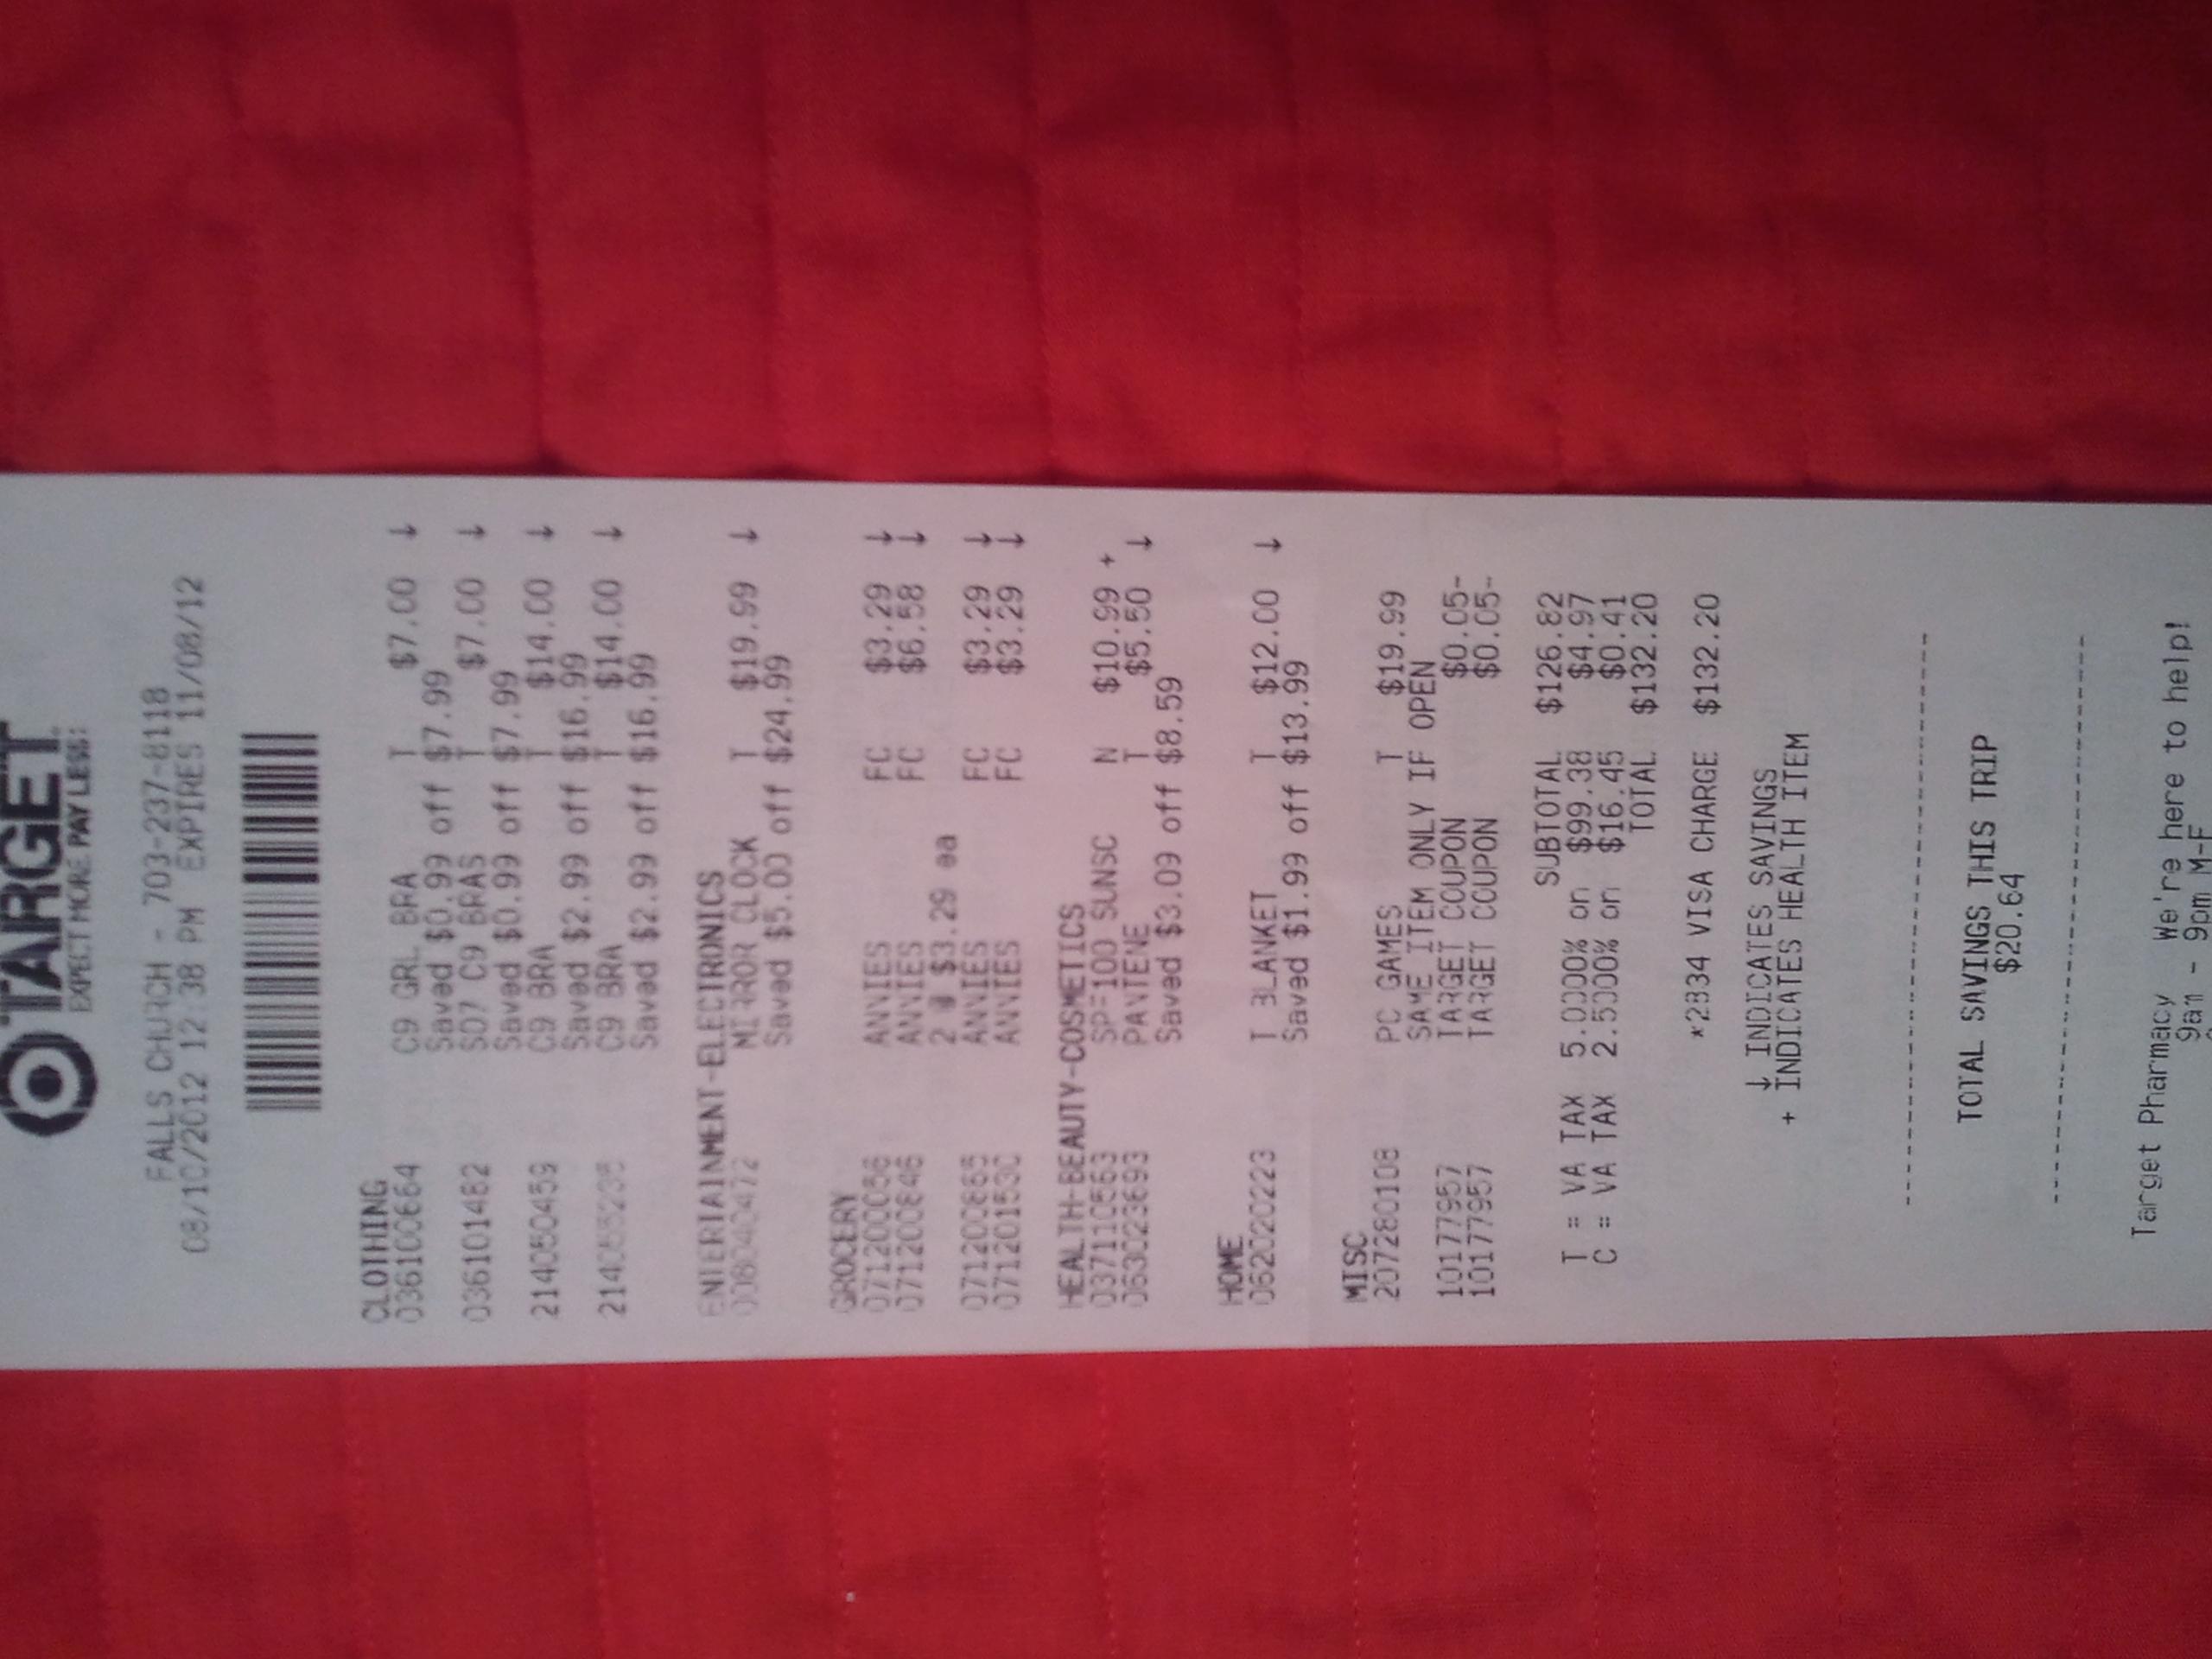 TARGET
EXPECT MORE PAY LESS:
FALLS CHURCH - 703-237-8118
08/10/2012 12:38 PM EXPIRES 11/08/12
CLOTHING
036100664 C9 GRL BRA T $7.00 ↓
Saved $0.99 off $7.99
036101482 S07 C9 BRAS T $7.00 ↓
Saved $0.99 off $7.99
214050459 C9 BRA T $14.00 ↓
Saved $2.99 off $16.99
214055235 C9 BRA T $14.00 ↓
Saved $2.99 off $16.99
ENTERTAINMENT-ELECTRONICS
008040472 MIRROR CLOCK T $19.99 ↓
Saved $5.00 off $24.99
GROCERY
071200056 ANNIES FC $3.29 ↓
071200846 ANNIES FC $6.58 ↓
2 @ $3.29 ea
071200865 ANNIES FC $3.29 ↓
071201530 ANNIES FC $3.29 ↓
HEALTH-BEAUTY-COSMETICS
037110563 SPF100 SUNSC N $10.99 +
063023693 PANTENE T $5.50 ↓
Saved $3.09 off $8.59
HOME
062020223 T BLANKET T $12.00 ↓
Saved $1.99 off $13.99
MISC
207280108 PC GAMES T $19.99
SAME ITEM ONLY IF OPEN
10177957 TARGET COUPON $0.05-
10177957 TARGET COUPON $0.05-
SUBTOTAL $126.82
T = VA TAX 5.0000% on $99.38 $4.97
C = VA TAX 2.5000% on $16.45 $0.41
TOTAL $132.20
*2834 VISA CHARGE $132.20
↓ INDICATES SAVINGS
+ INDICATES HEALTH ITEM
TOTAL SAVINGS THIS TRIP
$20.64
Target Pharmacy We're here to help!
9am - 9pm M-F